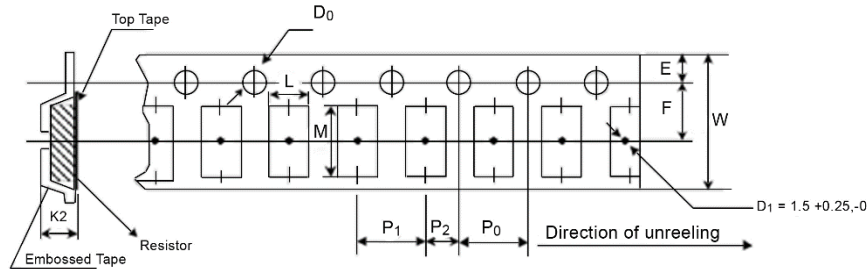 Top Tape
D0
L
E
F
W
M
K2
P1
P2
P0
D1 = 1.5 +0.25,-0
Direction of unreeling
Resistor
Embossed Tape